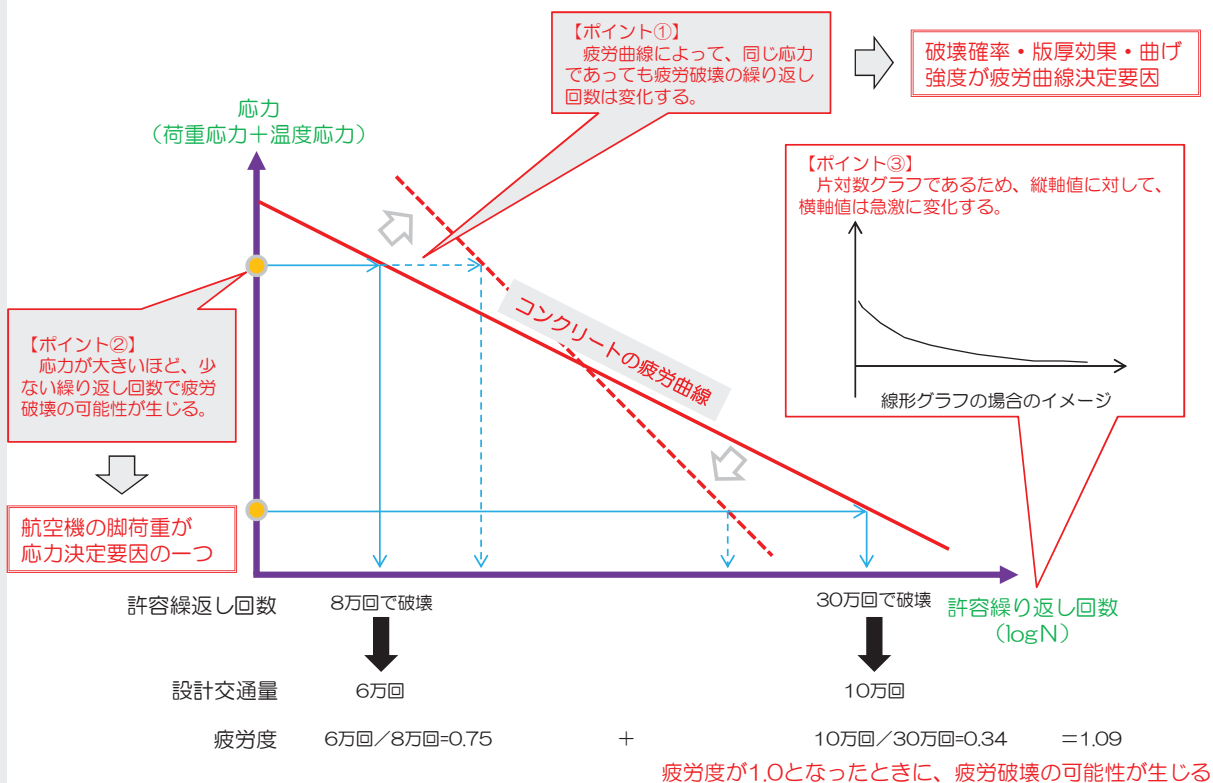 【ポイント①】
疲労曲線によって、同じ応力
であっても疲労破壊の繰り返し
回数は変化する。
破壊確率・版厚効果・曲げ
強度が疲労曲線決定要因
応力
（荷重応力＋温度応力）
【ポイント③】
片対数グラフであるため、縦軸値に対して、
横軸値は急激に変化する。
線形グラフの場合のイメージ
コンクリートの疲労曲線
【ポイント②】
応力が大きいほど、少
ない繰り返し回数で疲労
破壊の可能性が生じる。
航空機の脚荷重が
応力決定要因の一つ
許容繰返し回数
8万回で破壊
30万回で破壊
許容繰り返し回数
（logN）
設計交通量
6万回
10万回
疲労度
6万回／8万回=0.75
＋
10万回／30万回=0.34
＝1.09
疲労度が1.0となったときに、疲労破壊の可能性が生じる